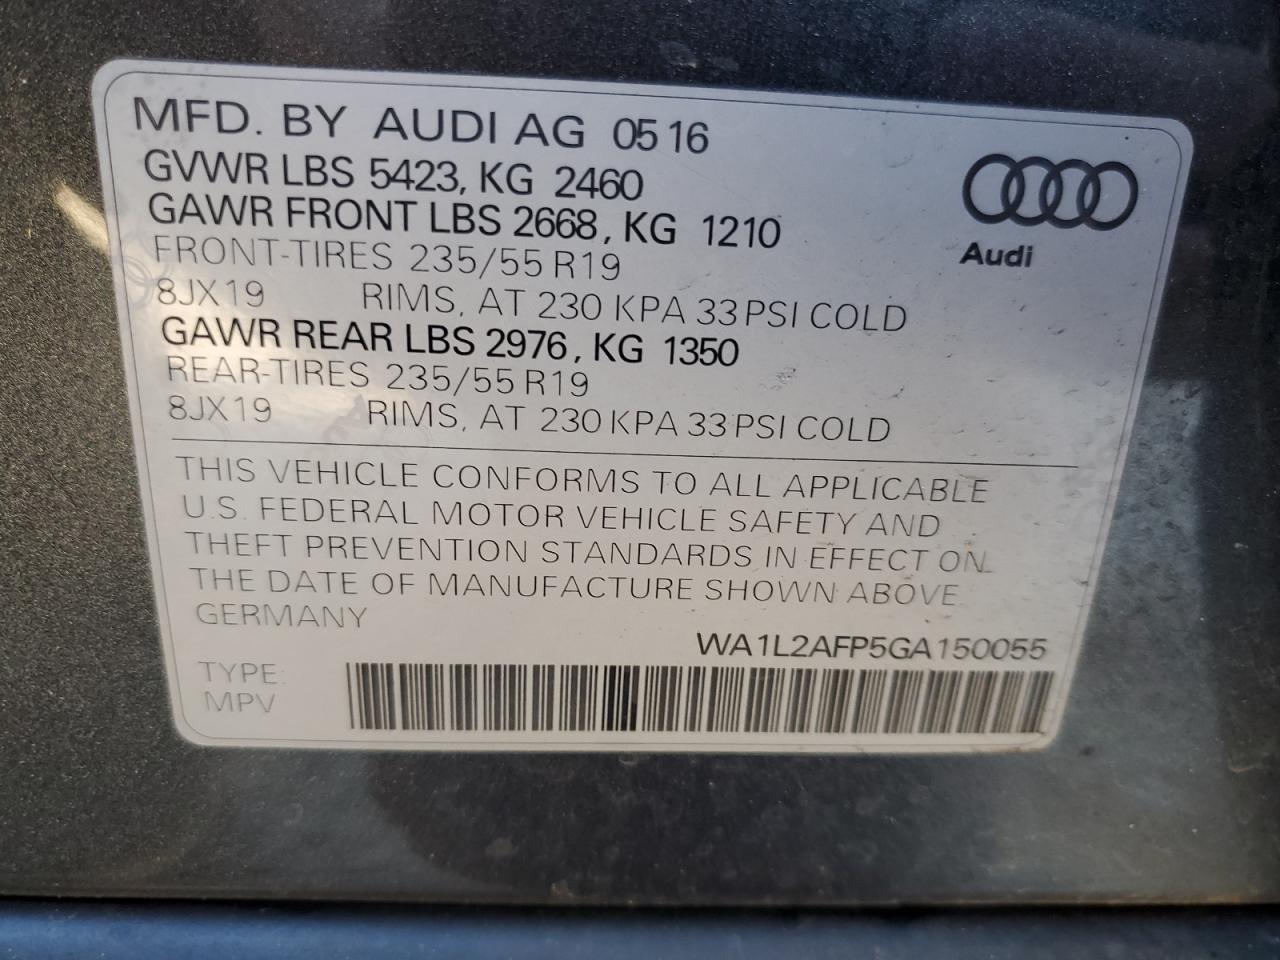 MFD. BY AUDI AG 05 16
GVWR LBS 5423, KG 2460
GAWR FRONT LBS 2668, KG 1210
FRONT-TIRES 235/55 R19
8JX19 RIMS, AT 230 KPA 33 PSI COLD
GAWR REAR LBS 2976, KG 1350
REAR-TIRES 235/55 R19
8JX19 RIMS, AT 230 KPA 33 PSI COLD
Audi
THIS VEHICLE CONFORMS TO ALL APPLICABLE
U.S. FEDERAL MOTOR VEHICLE SAFETY AND
THEFT PREVENTION STANDARDS IN EFFECT ON
THE DATE OF MANUFACTURE SHOWN ABOVE
GERMANY
WA1L2AFP5GA150055
TYPE:
MPV